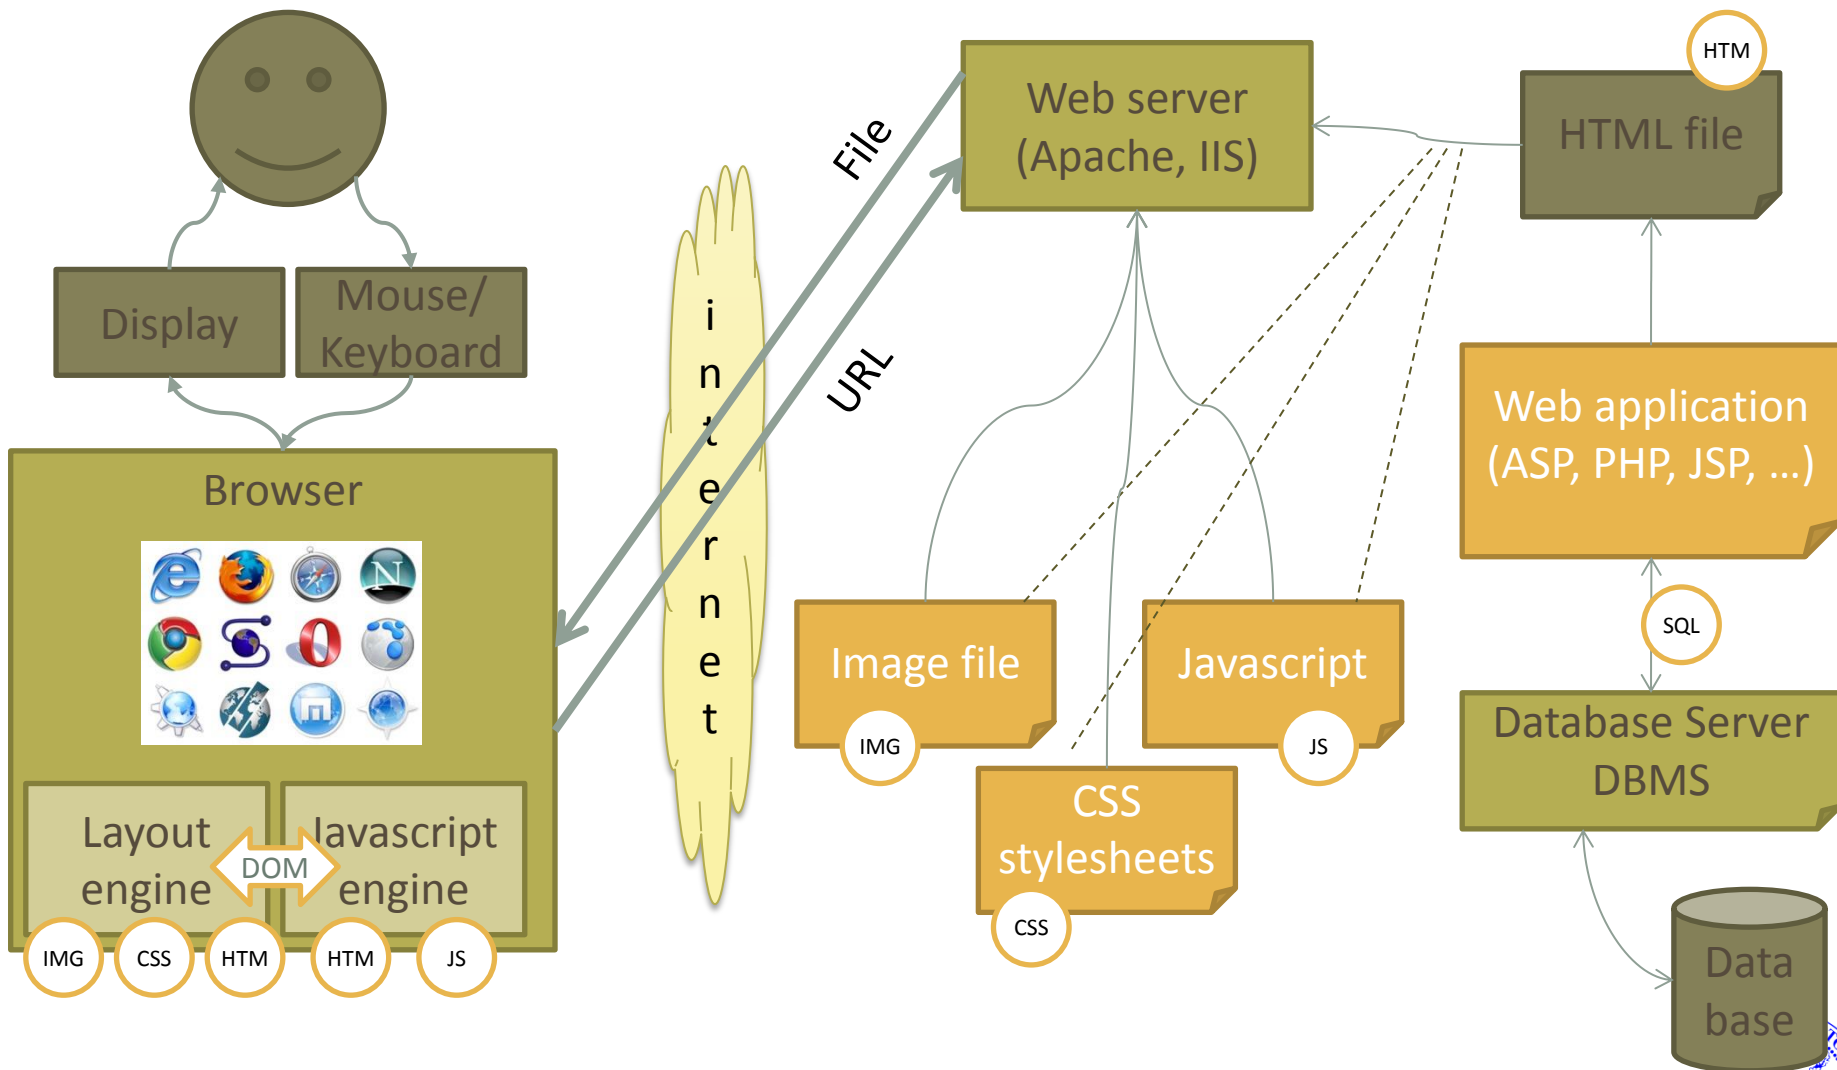 Display
Mouse/
Keyboard
Browser
N
m
Layout
engine
DOM
Javascript
engine
IMG
CSS
HTM
HTM
JS
internet
File
URL
Web server
(Apache, IIS)
HTM
HTML file
Web application
(ASP, PHP, JSP, ...)
SQL
Database Server
DBMS
Data
base
Image file
IMG
Javascript
JS
CSS
stylesheets
CSS